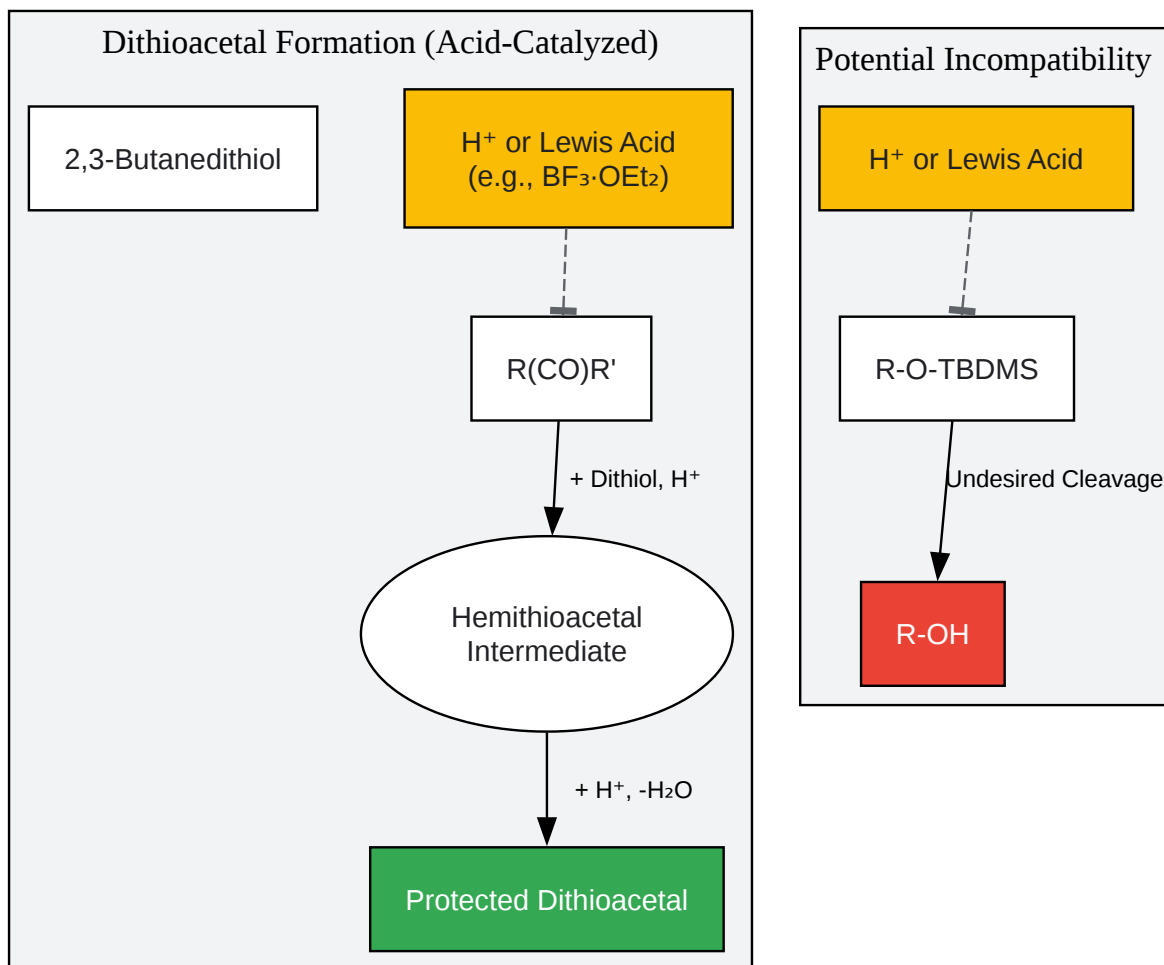 Dithioacetal Formation (Acid-Catalyzed)
2,3-Butanedithiol
H⁺ or Lewis Acid
(e.g., BF₃·OEt₂)
R(CO)R'
+ Dithiol, H⁺
Hemithioacetal
Intermediate
+ H⁺, -H₂O
Protected Dithioacetal
Potential Incompatibility
H⁺ or Lewis Acid
R-O-TBDMS
Undesired Cleavage
R-OH